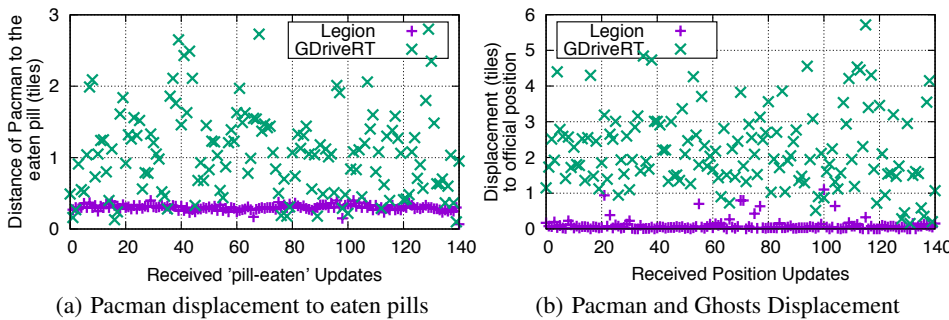 Distance of Pacman to the
eaten pill (tiles)
3
2
1
0
Legion
GDriveRT
0 20 40 60 80 100 120 140
Received 'pill-eaten' Updates
(a) Pacman displacement to eaten pills
Displacement (tiles)
to official position
6
5
4
3
2
1
0
Legion
GDriveRT
0 20 40 60 80 100 120 140
Received Position Updates
(b) Pacman and Ghosts Displacement